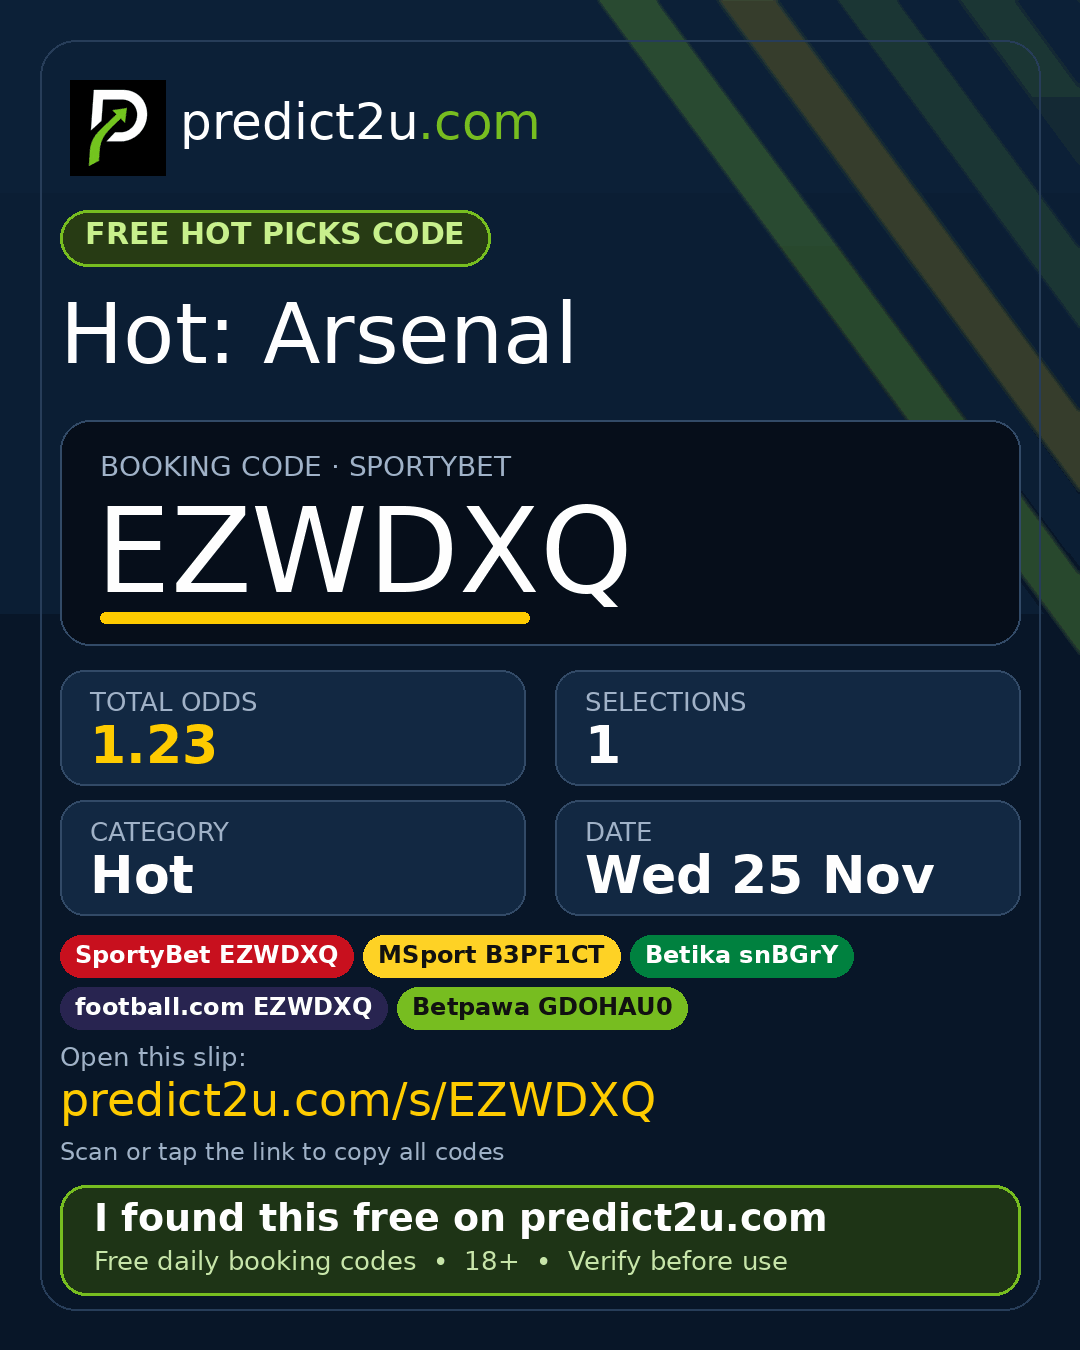 predict2u.com
FREE HOT PICKS CODE
Hot: Arsenal
BOOKING CODE · SPORTYBET
EZWDXQ
TOTAL ODDS
1.23
SELECTIONS
1
CATEGORY
Hot
DATE
Wed 25 Nov
SportyBet EZWDXQ
MSport B3PF1CT
Betika snBGrY
football.com EZWDXQ
Betpawa GDOHAU0
Open this slip:
predict2u.com/s/EZWDXQ
Scan or tap the link to copy all codes
I found this free on predict2u.com
Free daily booking codes • 18+ • Verify before use